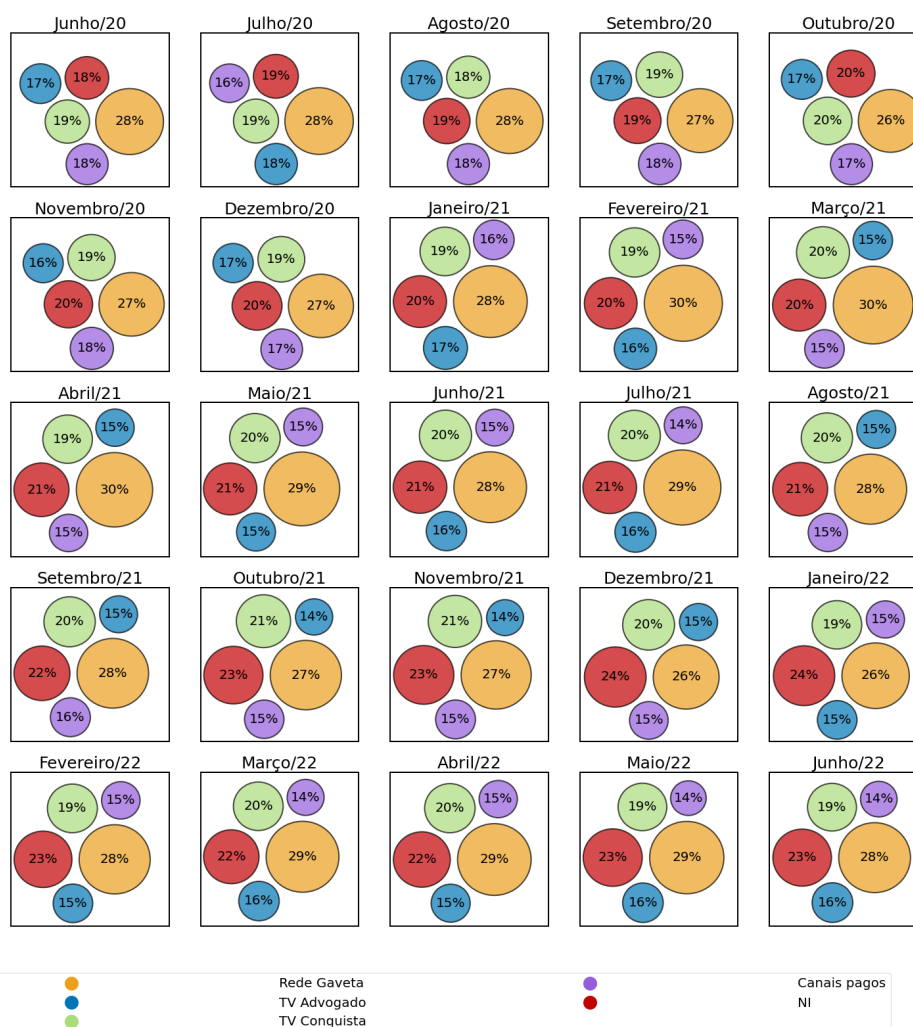 Junho/20 Julho/20 Agosto/20 Setembro/20 Outubro/20
17% 18% 19% 28% 18%
16% 19% 19% 28% 18%
17% 18% 19% 28% 18%
17% 19% 19% 27% 18%
17% 20% 20% 26% 17%
Novembro/20 Dezembro/20 Janeiro/21 Fevereiro/21 Março/21
16% 19% 20% 27% 18%
17% 19% 20% 27% 17%
19% 16% 20% 28% 17%
19% 15% 20% 30% 16%
20% 15% 20% 30% 15%
Abril/21 Maio/21 Junho/21 Julho/21 Agosto/21
19% 15% 21% 30% 15%
20% 15% 21% 29% 15%
20% 15% 21% 28% 16%
20% 14% 21% 29% 16%
20% 15% 21% 28% 15%
Setembro/21 Outubro/21 Novembro/21 Dezembro/21 Janeiro/22
20% 15% 22% 28% 16%
21% 14% 23% 27% 15%
21% 14% 23% 27% 15%
20% 15% 24% 26% 15%
19% 15% 24% 26% 15%
Fevereiro/22 Março/22 Abril/22 Maio/22 Junho/22
19% 15% 23% 28% 15%
20% 14% 22% 29% 16%
20% 15% 22% 29% 15%
19% 14% 23% 29% 16%
19% 14% 23% 28% 16%
Rede Gaveta
TV Advogado
TV Conquista
Canais pagos
NI